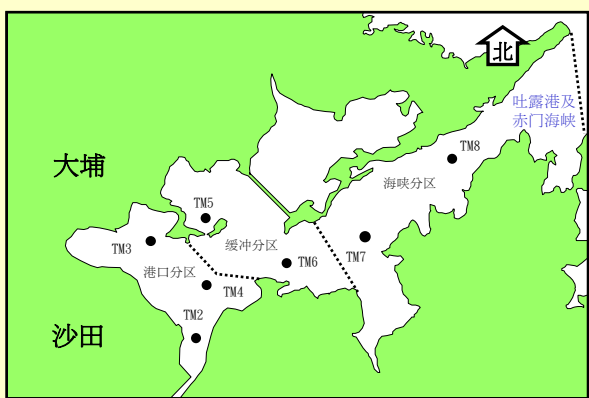 北
吐露港及
赤门海峡
TM8
大埔
海峡分区
TM5
缓冲分区
TM3
TM6
TM7
港口分区
TM4
TM2
沙田